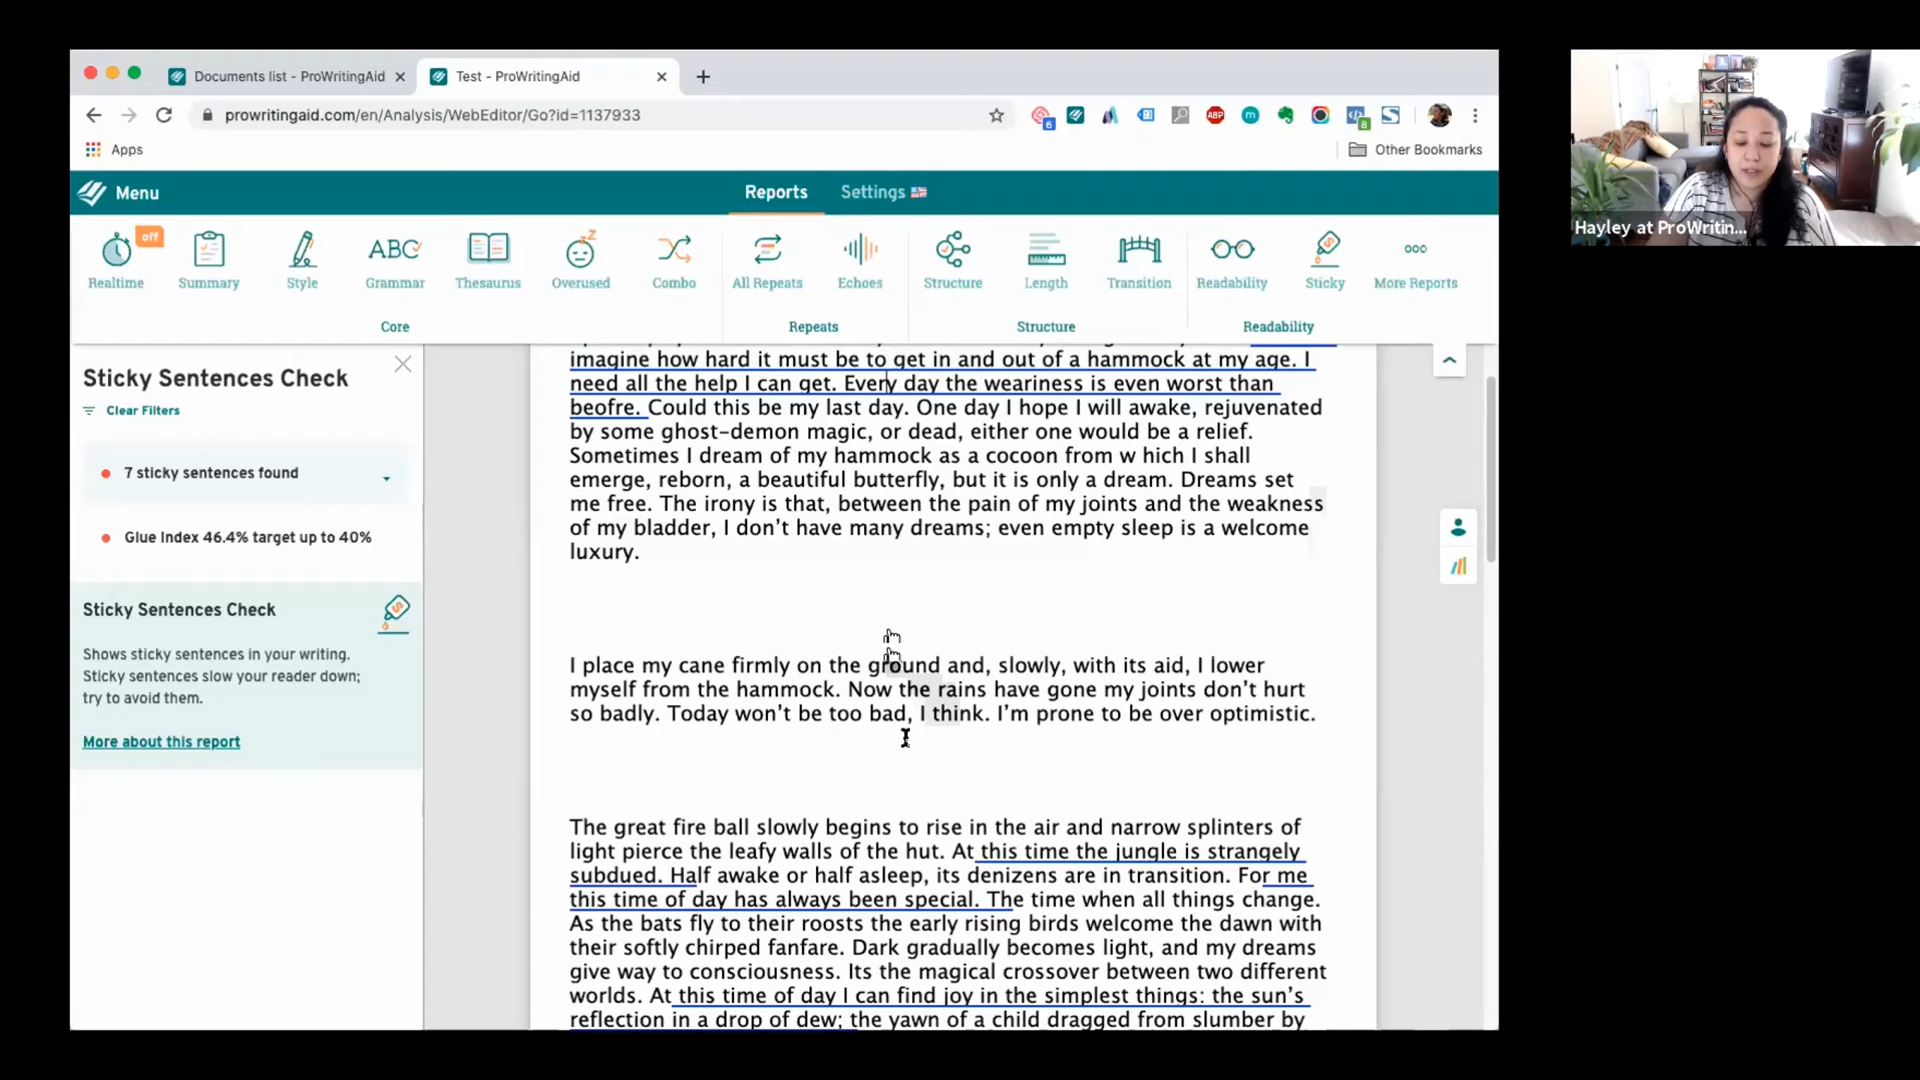 Documents list - ProWritingAid
Test - ProWritingAid
prowritingaid.com/en/Analysis/WebEditor/Go?id=1137933
6
ABP
m
8
Apps
Other Bookmarks
Menu
Reports
Settings
off
ABC
Realtime
Summary
Style
Grammar
Thesaurus
Overused
Combo
All Repeats
Echoes
Structure
Length
Transition
Readability
Sticky
More Reports
Core
Repeats
Structure
Readability
Sticky Sentences Check
Clear Filters
7 sticky sentences found
Glue Index 46.4% target up to 40%
Sticky Sentences Check
Shows sticky sentences in your writing.
Sticky sentences slow your reader down;
try to avoid them.
More about this report
imagine how hard it must be to get in and out of a hammock at my age. I
need all the help I can get. Every day the weariness is even worst than
beofre. Could this be my last day. One day I hope I will awake, rejuvenated
by some ghost-demon magic, or dead, either one would be a relief.
Sometimes I dream of my hammock as a cocoon from w hich I shall
emerge, reborn, a beautiful butterfly, but it is only a dream. Dreams set
me free. The irony is that, between the pain of my joints and the weakness
of my bladder, I don't have many dreams; even empty sleep is a welcome
luxury.
I place my cane firmly on the ground and, slowly, with its aid, I lower
myself from the hammock. Now the rains have gone my joints don't hurt
so badly. Today won't be too bad, I think. I'm prone to be over optimistic.
The great fire ball slowly begins to rise in the air and narrow splinters of
light pierce the leafy walls of the hut. At this time the jungle is strangely
subdued. Half awake or half asleep, its denizens are in transition. For me
this time of day has always been special. The time when all things change.
As the bats fly to their roosts the early rising birds welcome the dawn with
their softly chirped fanfare. Dark gradually becomes light, and my dreams
give way to consciousness. Its the magical crossover between two different
worlds. At this time of day I can find joy in the simplest things: the sun's
reflection in a drop of dew; the yawn of a child dragged from slumber by
Hayley at ProWritin...